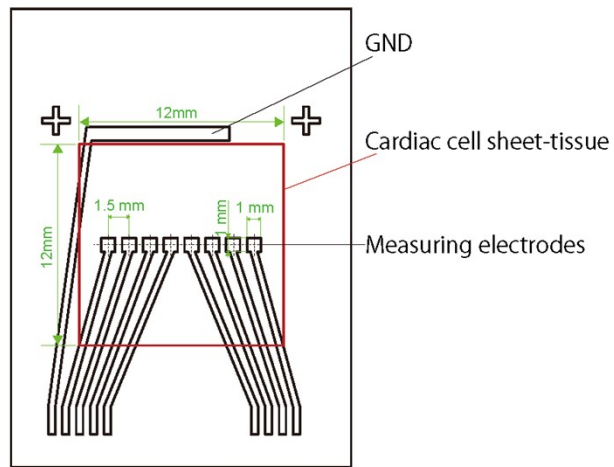 GND
12mm
Cardiac cell sheet-tissue
1.5 mm
1 mm
1 mm
12mm
Measuring electrodes